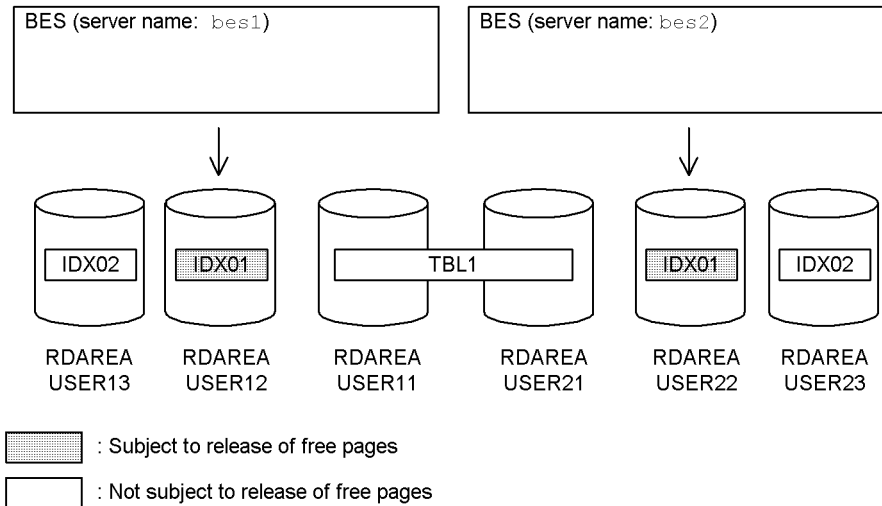 BES (server name: bes1)
BES (server name: bes2)
IDX02
IDX01
TBL1
IDX01
IDX02
RDAREA
USER13
RDAREA
USER12
RDAREA
USER11
RDAREA
USER21
RDAREA
USER22
RDAREA
USER23
: Subject to release of free pages
: Not subject to release of free pages